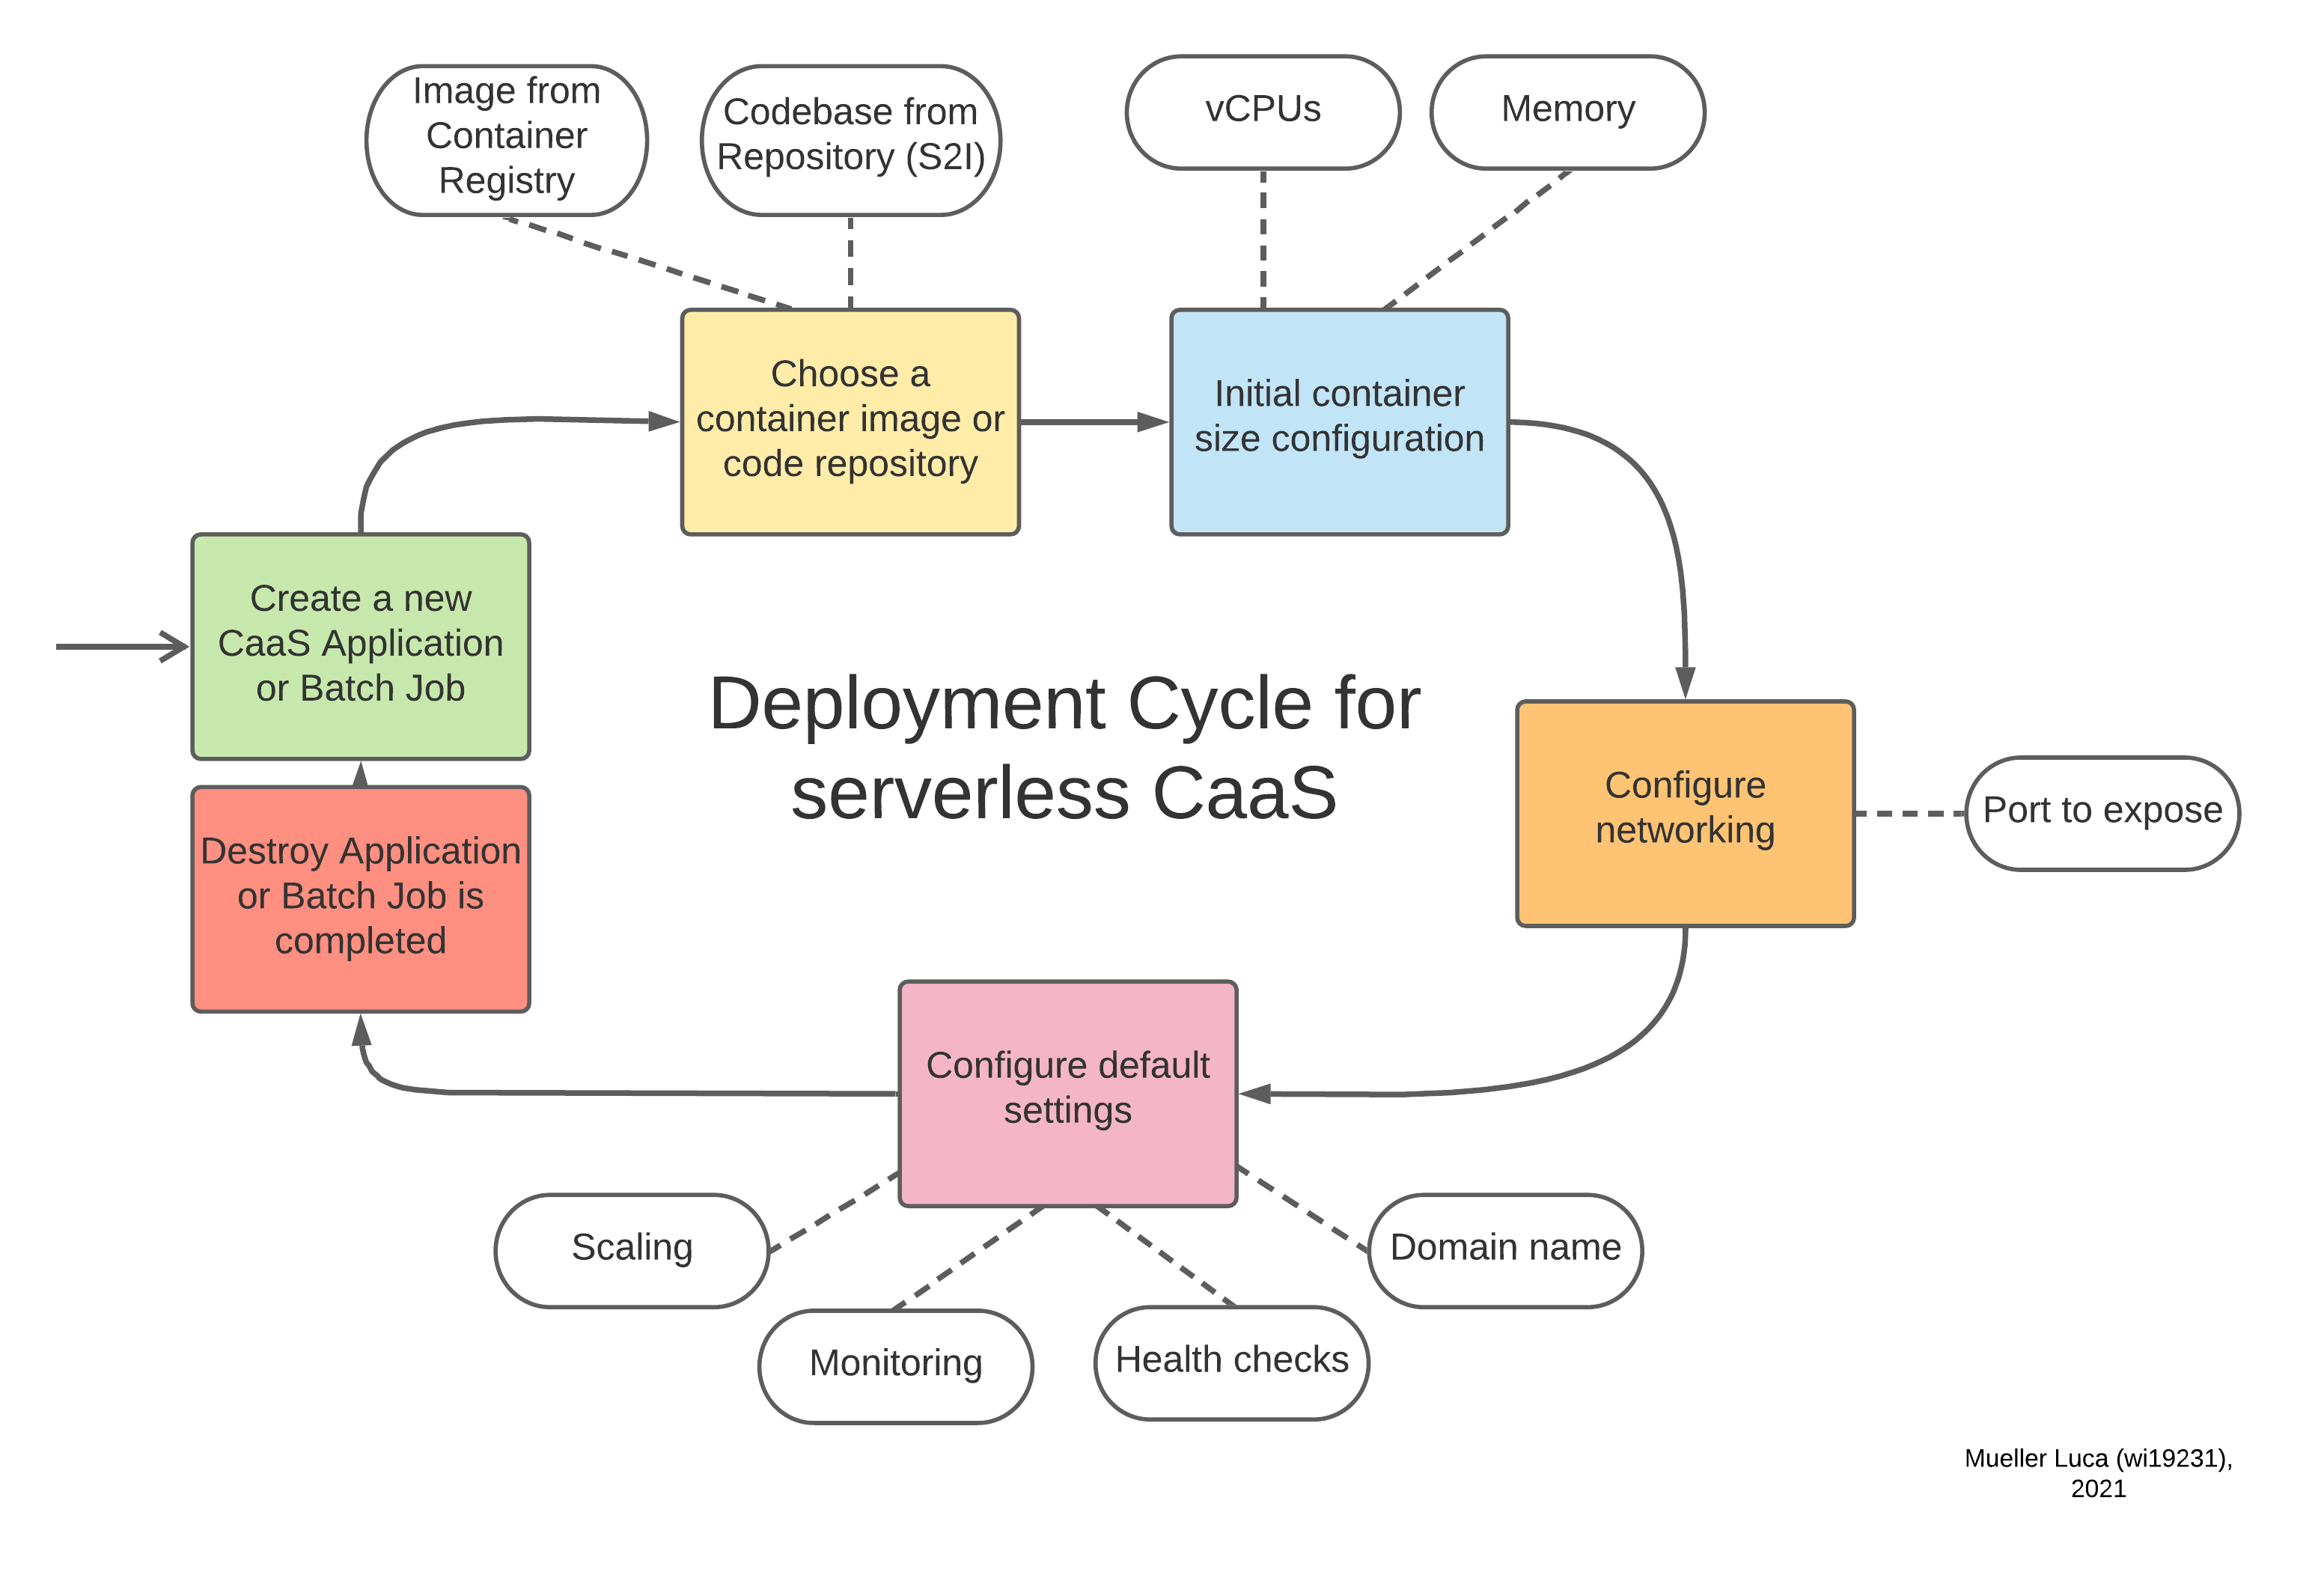 Image from
Container
Registry
Codebase from
Repository (S2I)
vCPUs
Memory
Choose a
container image or
code repository
Initial container
size configuration
Create a new
CaaS Application
or Batch Job
Deployment Cycle for
serverless CaaS
Configure
networking
Port to expose
Destroy Application
or Batch Job is
completed
Configure default
settings
Scaling
Monitoring
Health checks
Domain name
Mueller Luca (wi19231),
2021